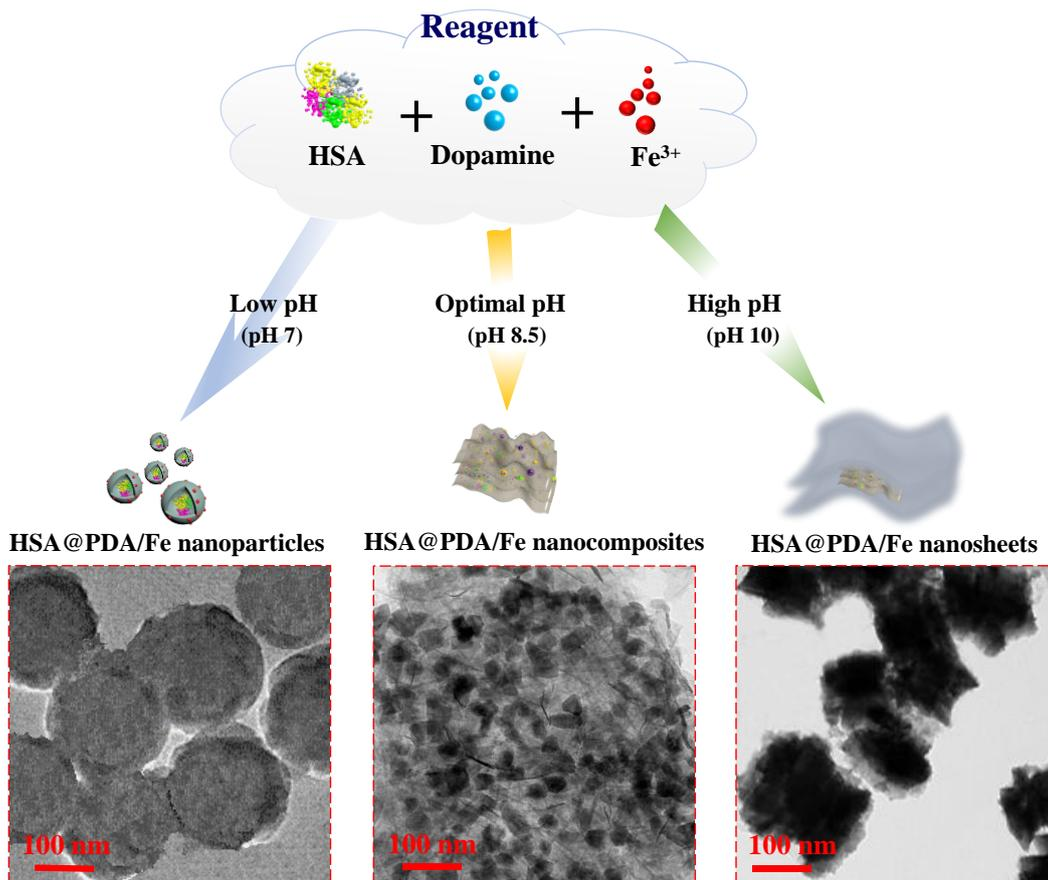 Reagent
+
+
HSA
Dopamine
Fe³⁺
Low pH
(pH 7)
Optimal pH
(pH 8.5)
High pH
(pH 10)
HSA@PDA/Fe nanoparticles
HSA@PDA/Fe nanocomposites
HSA@PDA/Fe nanosheets
100 nm
100 nm
100 nm